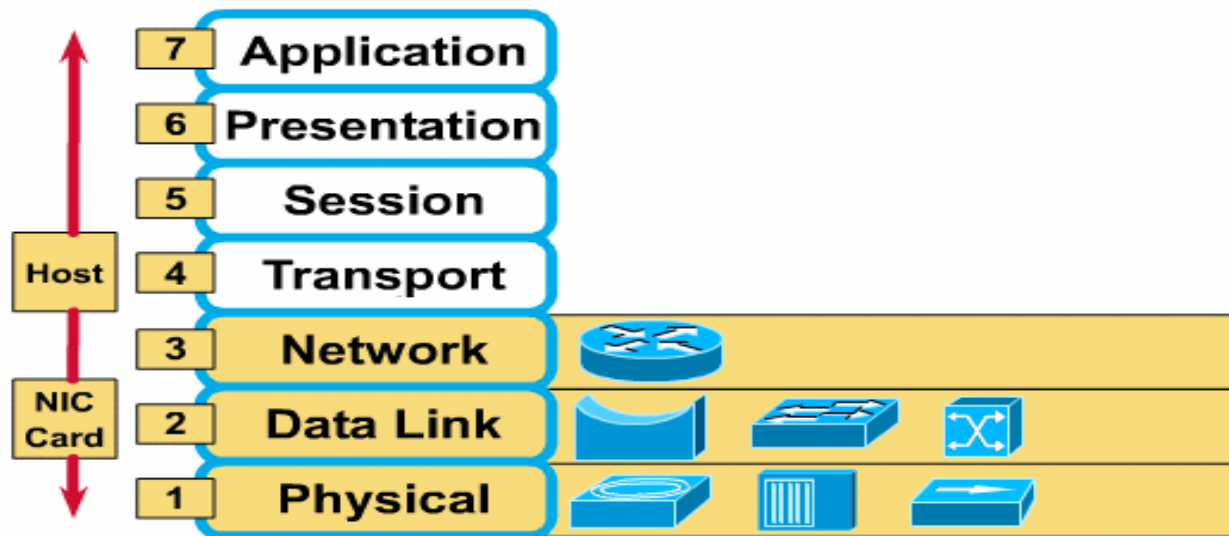 7 Application
6 Presentation
5 Session
Host
4 Transport
3 Network
NIC
Card
2 Data Link
1 Physical